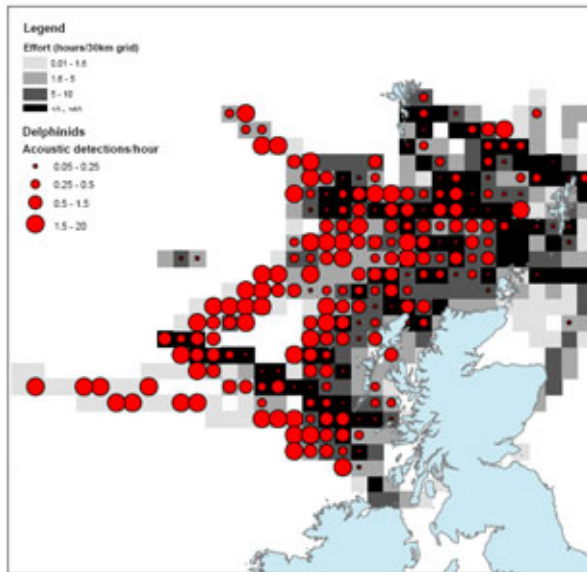 Legend
Effort (hours/30km grid)
0.01 - 1.5
1.6 - 5
5 - 10
Delphinids
Acoustic detections/hour
0.05 - 0.25
0.25 - 0.5
0.5 - 1.5
1.5 - 20